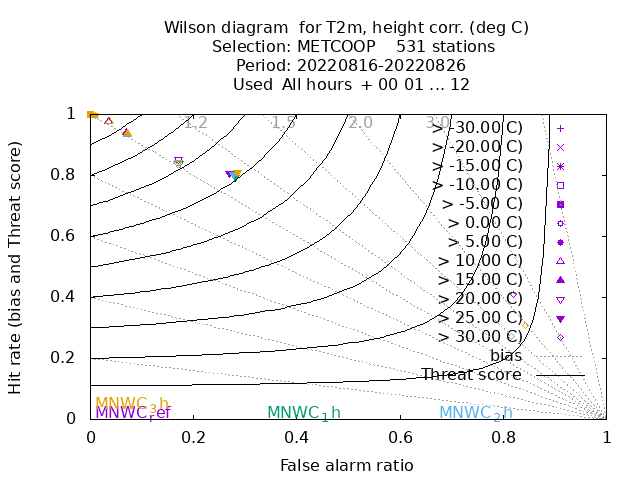 Wilson diagram  for T2m, height corr. (deg C)
Selection: METCOOP    531 stations
Period: 20220816-20220826
Used  All hours  + 00 01 ... 12
Hit rate (bias and Threat score)
1
0.8
0.6
0.4
0.2
0
1.2
1.5
2.0
3.0
> -30.00 C)
> -20.00 C)
> -15.00 C)
> -10.00 C)
> -5.00 C)
> 0.00 C)
> 5.00 C)
> 10.00 C)
> 15.00 C)
> 20.00 C)
> 25.00 C)
> 30.00 C)
bias
Threat score
MNWC_3h
MNWC_ref
MNWC_1h
MNWC_2h
0
0.2
0.4
0.6
0.8
1
False alarm ratio